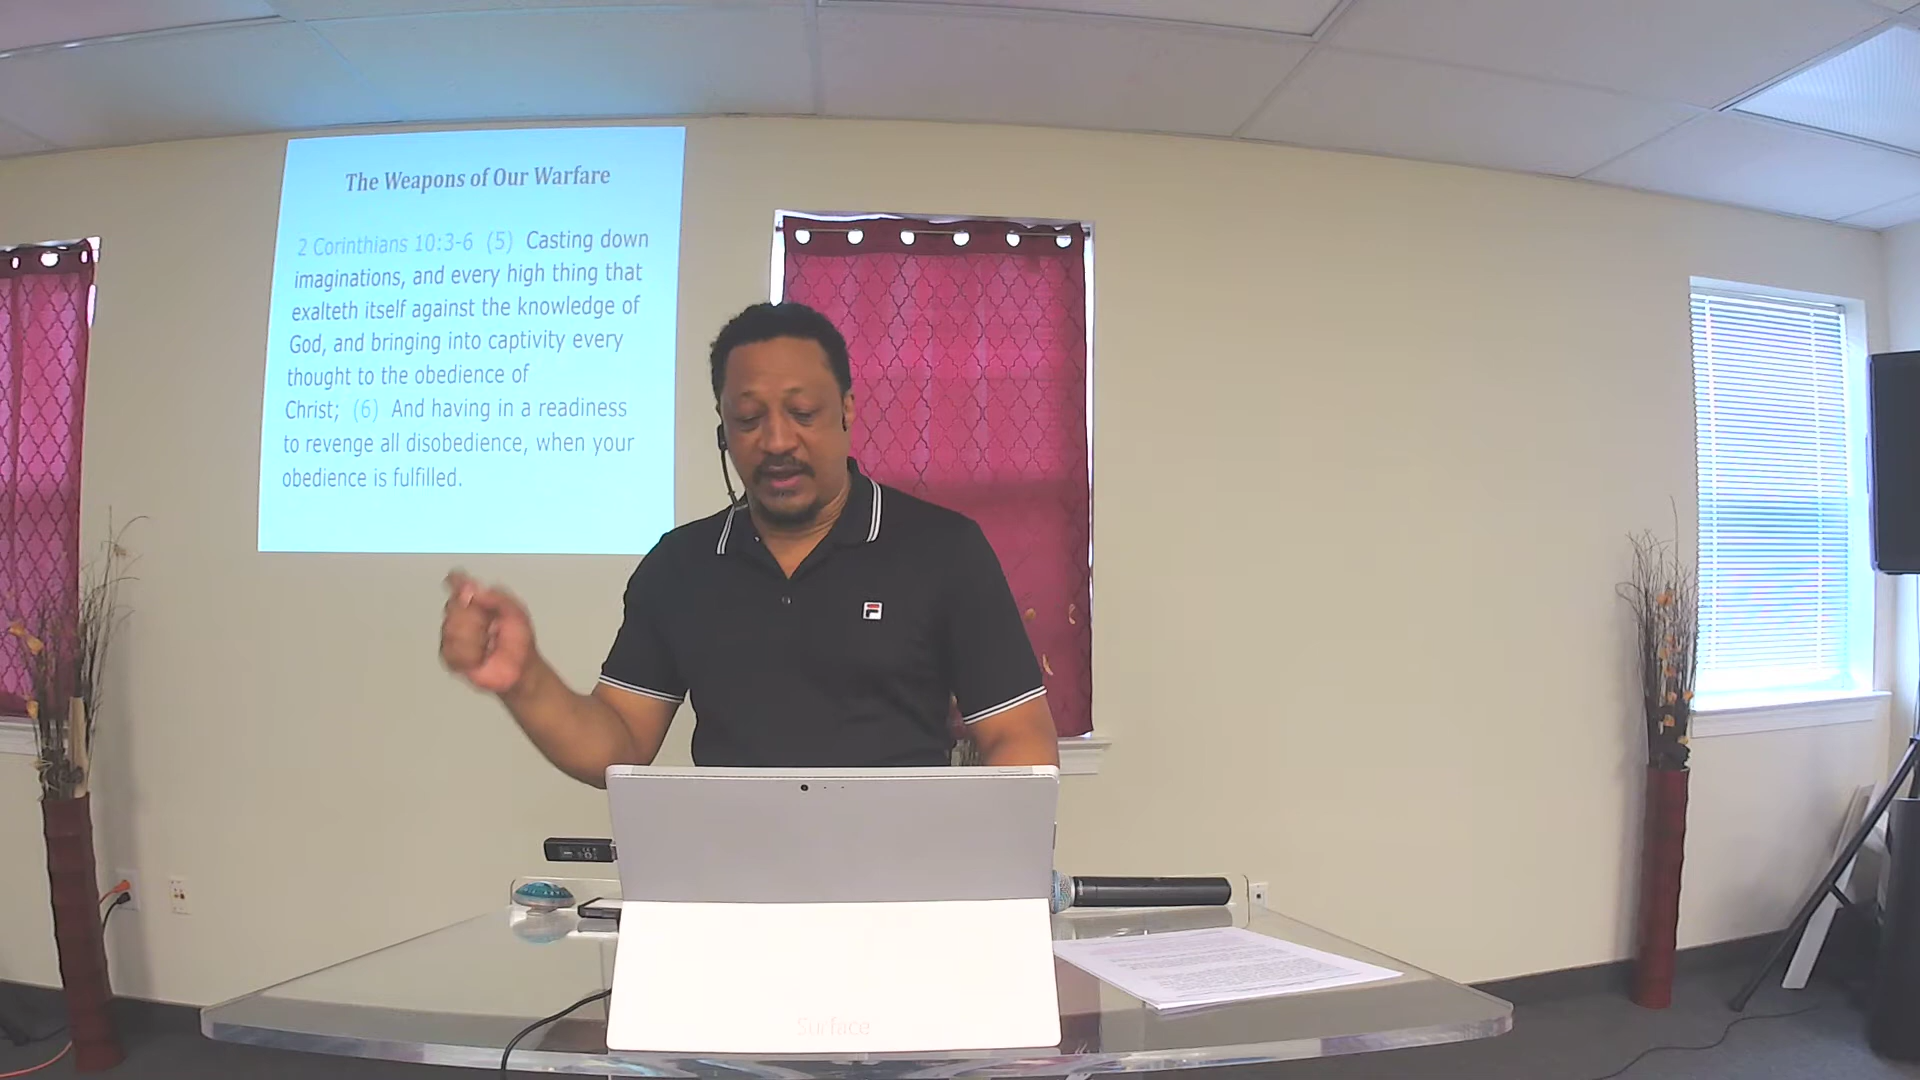 The Weapons of Our Warfare
2 Corinthians 10:3-6 (5) Casting down
imaginations, and every high thing that
exalteth itself against the knowledge of
God, and bringing into captivity every
thought to the obedience of
Christ; (6) And having in a readiness
to revenge all disobedience, when your
obedience is fulfilled.
Surface